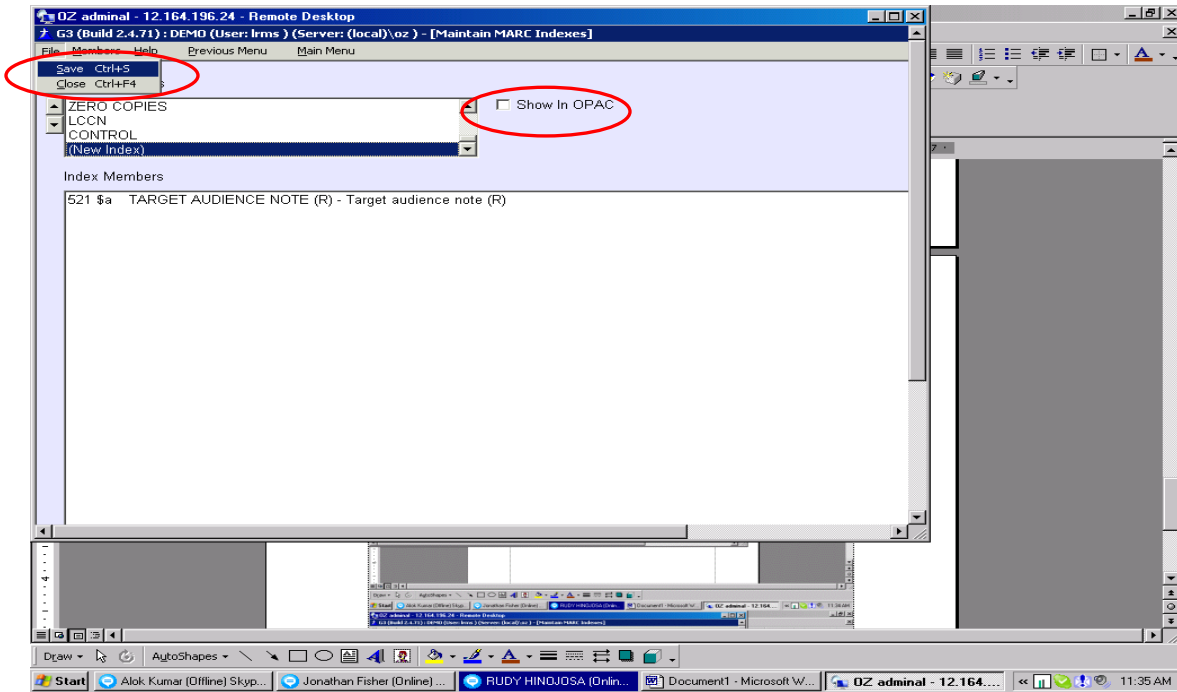 OZ adminal - 12.164.196.24 - Remote Desktop
G3 (Build 2.4.71) : DEMO (User: lrms ) (Server: (local)\oz ) - [Maintain MARC Indexes]
File Members Help Previous Menu Main Menu
Save Ctrl+S
Close Ctrl+F4
ZERO COPIES
LCCN
CONTROL
(New Index)
Show In OPAC
Index Members
521 $a TARGET AUDIENCE NOTE (R) - Target audience note (R)
7
Draw AutoShapes
Start Alok Kumar (Offline) Skyp... Jonathan Fisher (Online) ... RUDY HINOJOSA (Onlin... Document1 - Microsoft W... OZ adminal - 12.164.... 11:35 AM